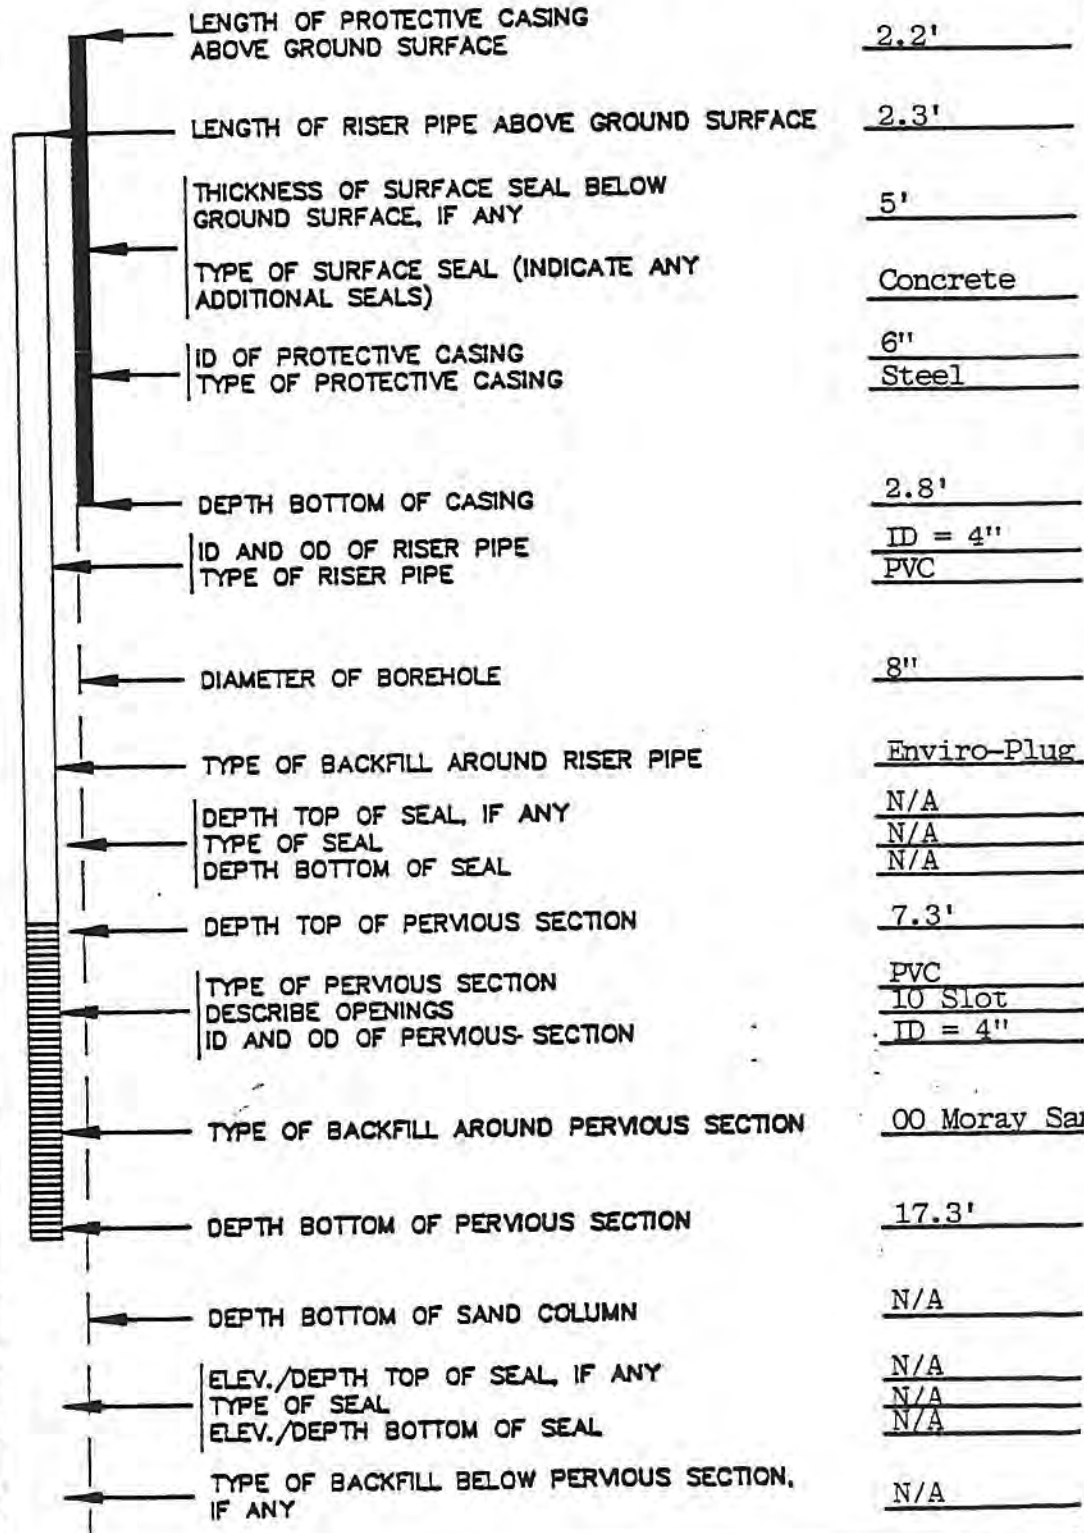 LENGTH OF PROTECTIVE CASING
ABOVE GROUND SURFACE 2.2'
LENGTH OF RISER PIPE ABOVE GROUND SURFACE 2.3'
THICKNESS OF SURFACE SEAL BELOW
GROUND SURFACE, IF ANY 5'
TYPE OF SURFACE SEAL (INDICATE ANY
ADDITIONAL SEALS) Concrete
ID OF PROTECTIVE CASING 6"
TYPE OF PROTECTIVE CASING Steel
DEPTH BOTTOM OF CASING 2.8'
ID AND OD OF RISER PIPE ID = 4"
TYPE OF RISER PIPE PVC
DIAMETER OF BOREHOLE 8"
TYPE OF BACKFILL AROUND RISER PIPE Enviro-Plug
DEPTH TOP OF SEAL, IF ANY N/A
TYPE OF SEAL N/A
DEPTH BOTTOM OF SEAL N/A
DEPTH TOP OF PERVIOUS SECTION 7.3'
TYPE OF PERVIOUS SECTION PVC
DESCRIBE OPENINGS 10 Slot
ID AND OD OF PERVIOUS SECTION ID = 4"
TYPE OF BACKFILL AROUND PERVIOUS SECTION 00 Moray San
DEPTH BOTTOM OF PERVIOUS SECTION 17.3'
DEPTH BOTTOM OF SAND COLUMN N/A
ELEV./DEPTH TOP OF SEAL, IF ANY N/A
TYPE OF SEAL N/A
ELEV./DEPTH BOTTOM OF SEAL N/A
TYPE OF BACKFILL BELOW PERVIOUS SECTION,
IF ANY N/A